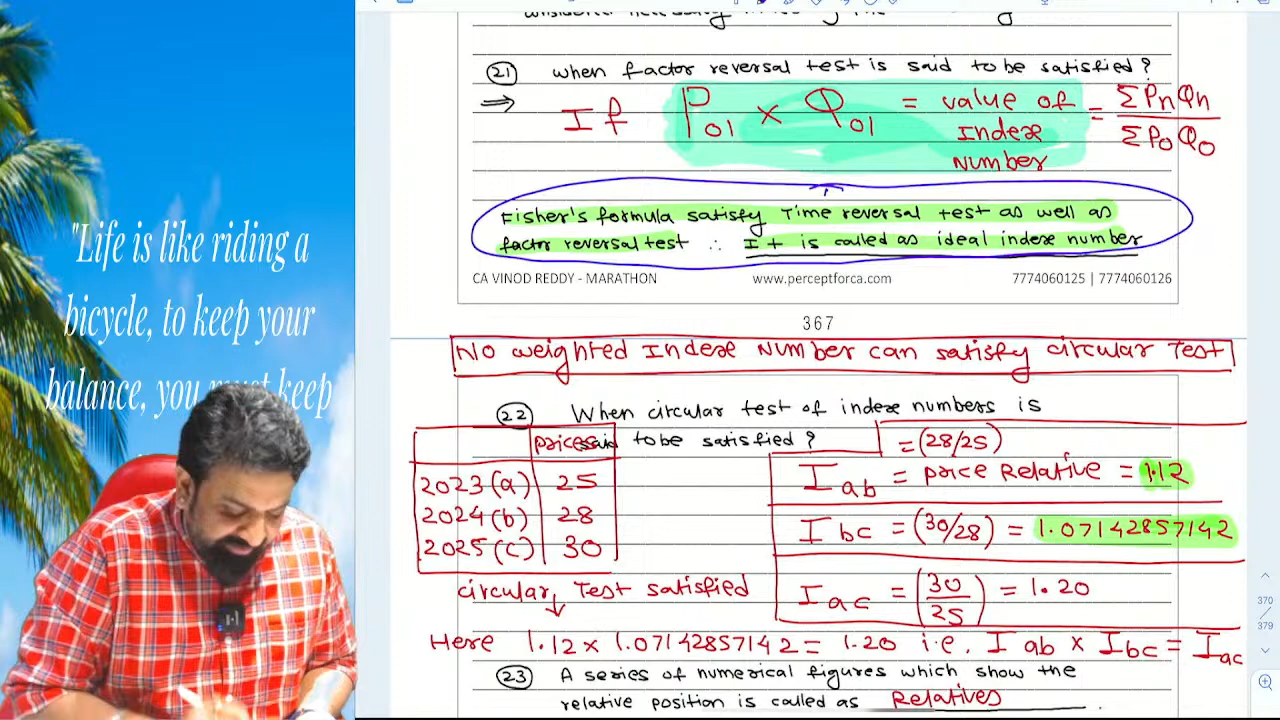 "Life is like riding a
bicycle, to keep your
balance, you must keep
(21) when factor reversal test is said to be satisfied?
⇒ If P01 × Q01 = value of Index Number = ΣPnQn / ΣP0Q0
Fisher's formula satisfy Time reversal test as well as
factor reversal test ∴ It is called as ideal index number
CA VINOD REDDY - MARATHON www.perceptforca.com 7774060125 | 7774060126
367
No weighted Index Number can satisfy circular Test
(22) When circular test of index numbers is
said to be satisfied?
prices
2023 (a) 25
2024 (b) 28
2025 (c) 30
= (28/25)
Iab = price Relative = 1.12
Ibc = (30/28) = 1.07142857142
Iac = (30/25) = 1.20
circular Test satisfied
Here 1.12 × 1.07142857142 = 1.20 i.e. Iab × Ibc = Iac
(23) A series of numerical figures which show the
relative position is called as Relatives.
370
/
379